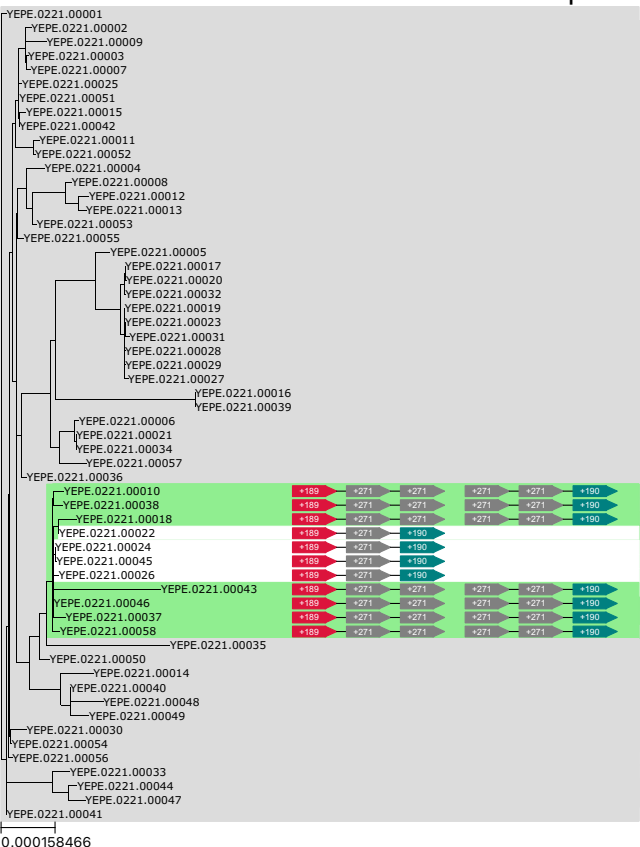 YEPE.0221.00001
YEPE.0221.00002
YEPE.0221.00009
YEPE.0221.00003
YEPE.0221.00007
YEPE.0221.00025
YEPE.0221.00051
YEPE.0221.00015
YEPE.0221.00042
YEPE.0221.00011
YEPE.0221.00052
YEPE.0221.00004
YEPE.0221.00008
YEPE.0221.00012
YEPE.0221.00013
YEPE.0221.00053
YEPE.0221.00055
YEPE.0221.00005
YEPE.0221.00017
YEPE.0221.00020
YEPE.0221.00032
YEPE.0221.00019
YEPE.0221.00023
YEPE.0221.00031
YEPE.0221.00028
YEPE.0221.00029
YEPE.0221.00027
YEPE.0221.00016
YEPE.0221.00039
YEPE.0221.00006
YEPE.0221.00021
YEPE.0221.00034
YEPE.0221.00057
YEPE.0221.00036
YEPE.0221.00010 +189 +271 +271 +271 +271 +190
YEPE.0221.00038 +189 +271 +271 +271 +271 +190
YEPE.0221.00018 +189 +271 +271 +271 +271 +190
YEPE.0221.00022 +189 +271 +190
YEPE.0221.00024 +189 +271 +190
YEPE.0221.00045 +189 +271 +190
YEPE.0221.00026 +189 +271 +190
YEPE.0221.00043 +189 +271 +271 +271 +271 +190
YEPE.0221.00046 +189 +271 +271 +271 +271 +190
YEPE.0221.00037 +189 +271 +271 +271 +271 +190
YEPE.0221.00058 +189 +271 +271 +271 +271 +190
YEPE.0221.00035
YEPE.0221.00050
YEPE.0221.00014
YEPE.0221.00040
YEPE.0221.00048
YEPE.0221.00049
YEPE.0221.00030
YEPE.0221.00054
YEPE.0221.00056
YEPE.0221.00033
YEPE.0221.00044
YEPE.0221.00047
YEPE.0221.00041
0.000158466